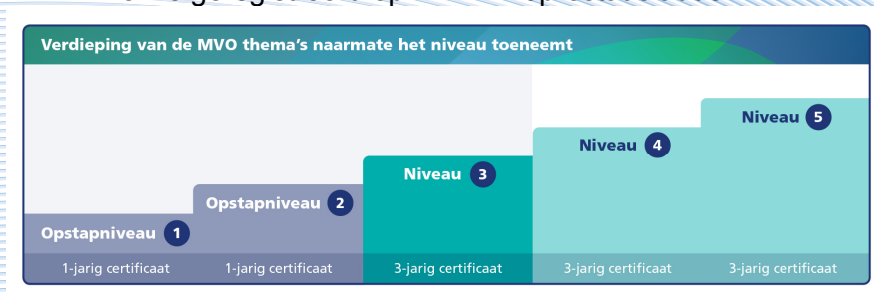 Verdieping van de MVO thema's naarmate het niveau toeneemt
Niveau 5
Niveau 4
Niveau 3
Opstapniveau 2
Opstapniveau 1
1-jarig certificaat
1-jarig certificaat
3-jarig certificaat
3-jarig certificaat
3-jarig certificaat